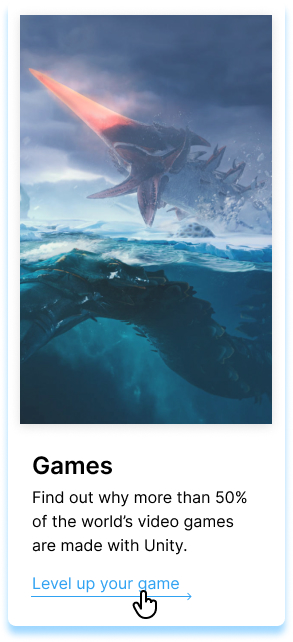 Games
Find out why more than 50%
of the world’s video games
are made with Unity.
Level up your game